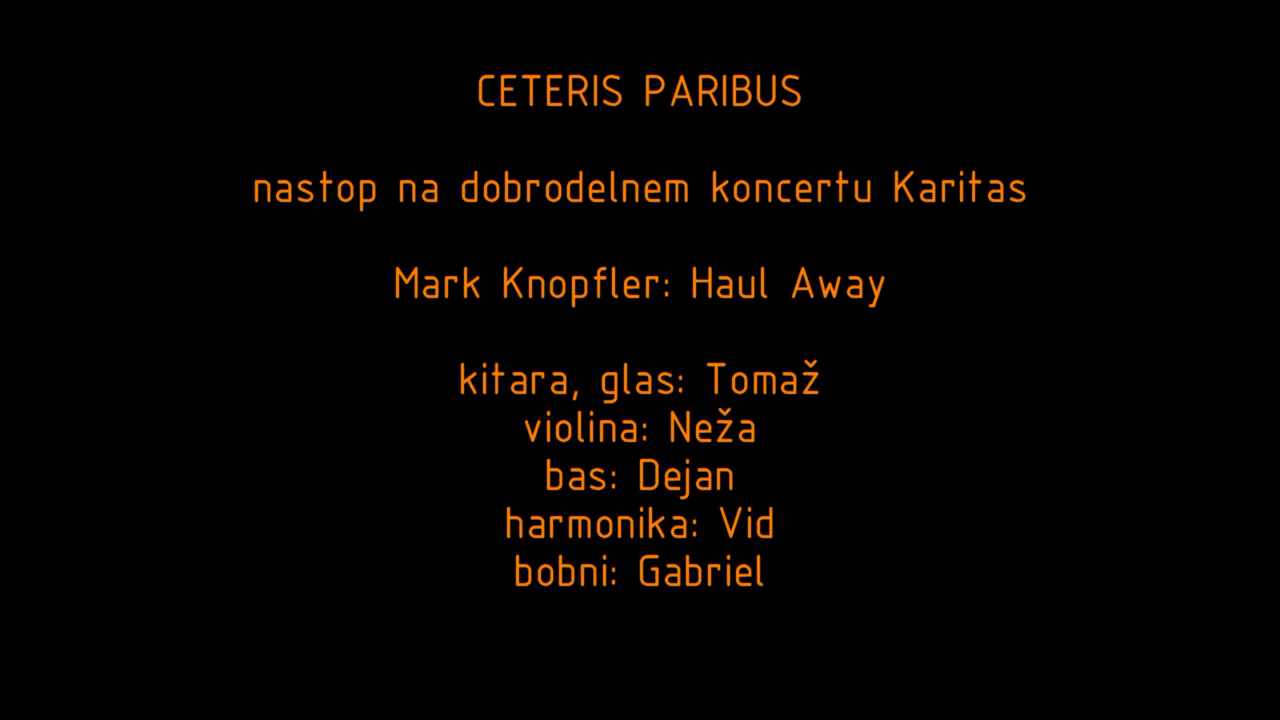 CETERIS PARIBUS
nastop na dobrodelnem koncertu Karitas
Mark Knopfler: Haul Away
kitara, glas: Tomaž
violina: Neža
bas: Dejan
harmonika: Vid
bobni: Gabriel